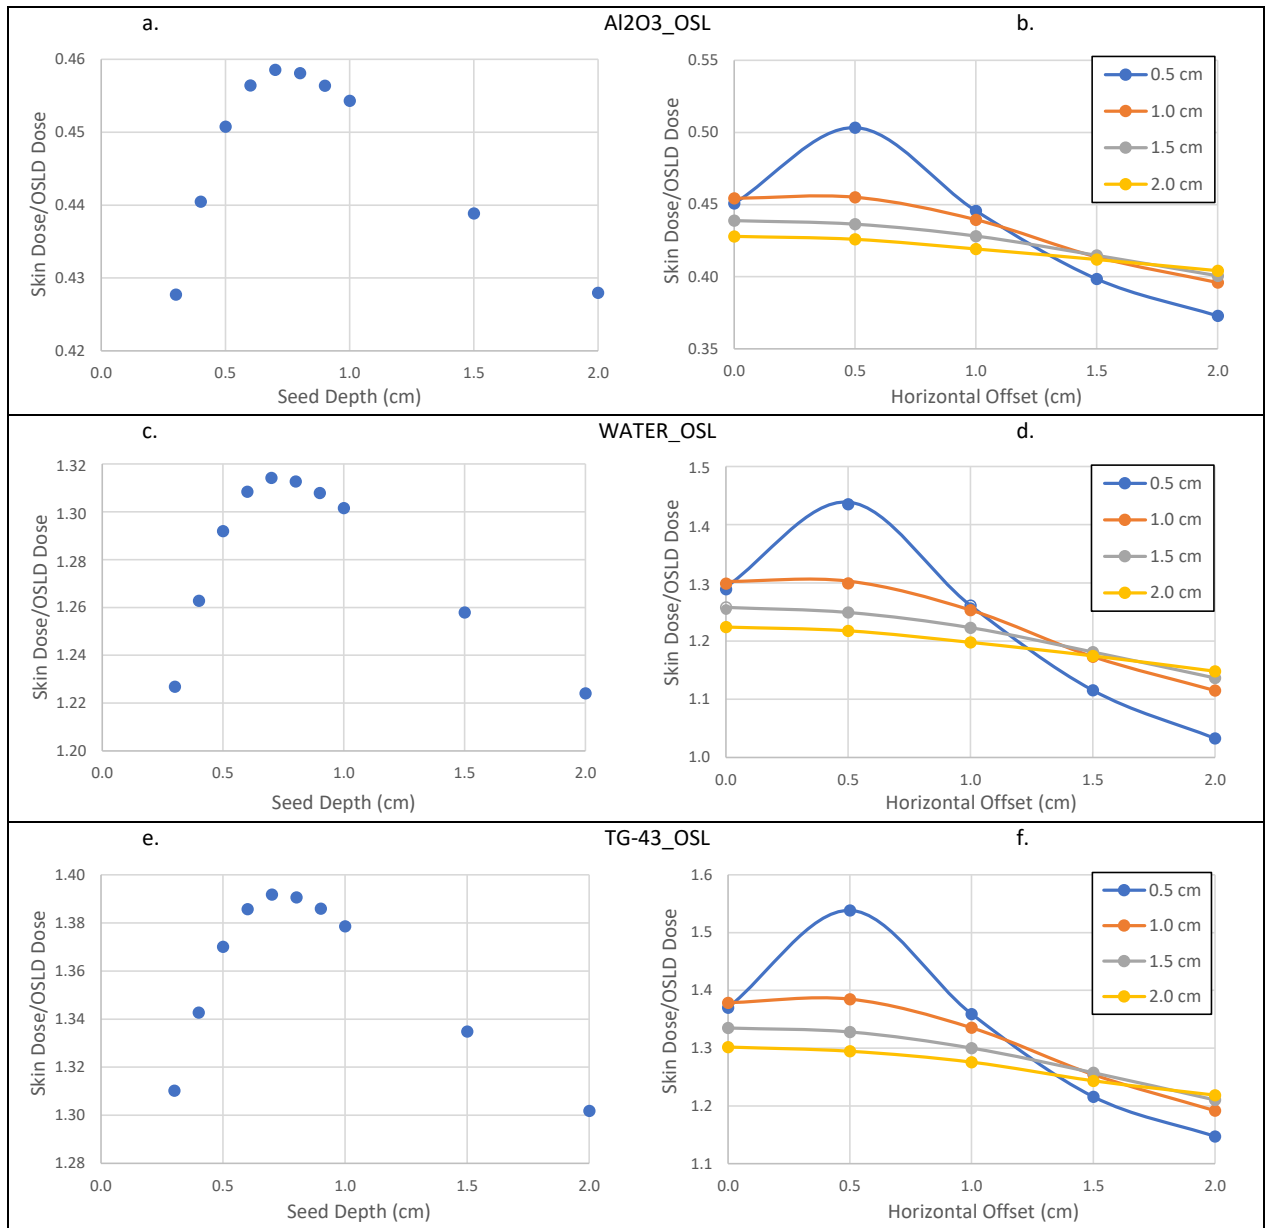 a. Al2O3_OSL b.
0.46
0.45
0.44
0.43
0.42
Skin Dose/OSLD Dose
0.0 0.5 1.0 1.5 2.0
Seed Depth (cm)
0.55
0.50
0.45
0.40
0.35
Skin Dose/OSLD Dose
0.0 0.5 1.0 1.5 2.0
Horizontal Offset (cm)
0.5 cm
1.0 cm
1.5 cm
2.0 cm
c. WATER_OSL d.
1.32
1.30
1.28
1.26
1.24
1.22
1.20
Skin Dose/OSLD Dose
0.0 0.5 1.0 1.5 2.0
Seed Depth (cm)
1.5
1.4
1.3
1.2
1.1
1.0
Skin Dose/OSLD Dose
0.0 0.5 1.0 1.5 2.0
Horizontal Offset (cm)
0.5 cm
1.0 cm
1.5 cm
2.0 cm
e. TG-43_OSL f.
1.40
1.38
1.36
1.34
1.32
1.30
1.28
Skin Dose/OSLD Dose
0.0 0.5 1.0 1.5 2.0
Seed Depth (cm)
1.6
1.5
1.4
1.3
1.2
1.1
Skin Dose/OSLD Dose
0.0 0.5 1.0 1.5 2.0
Horizontal Offset (cm)
0.5 cm
1.0 cm
1.5 cm
2.0 cm